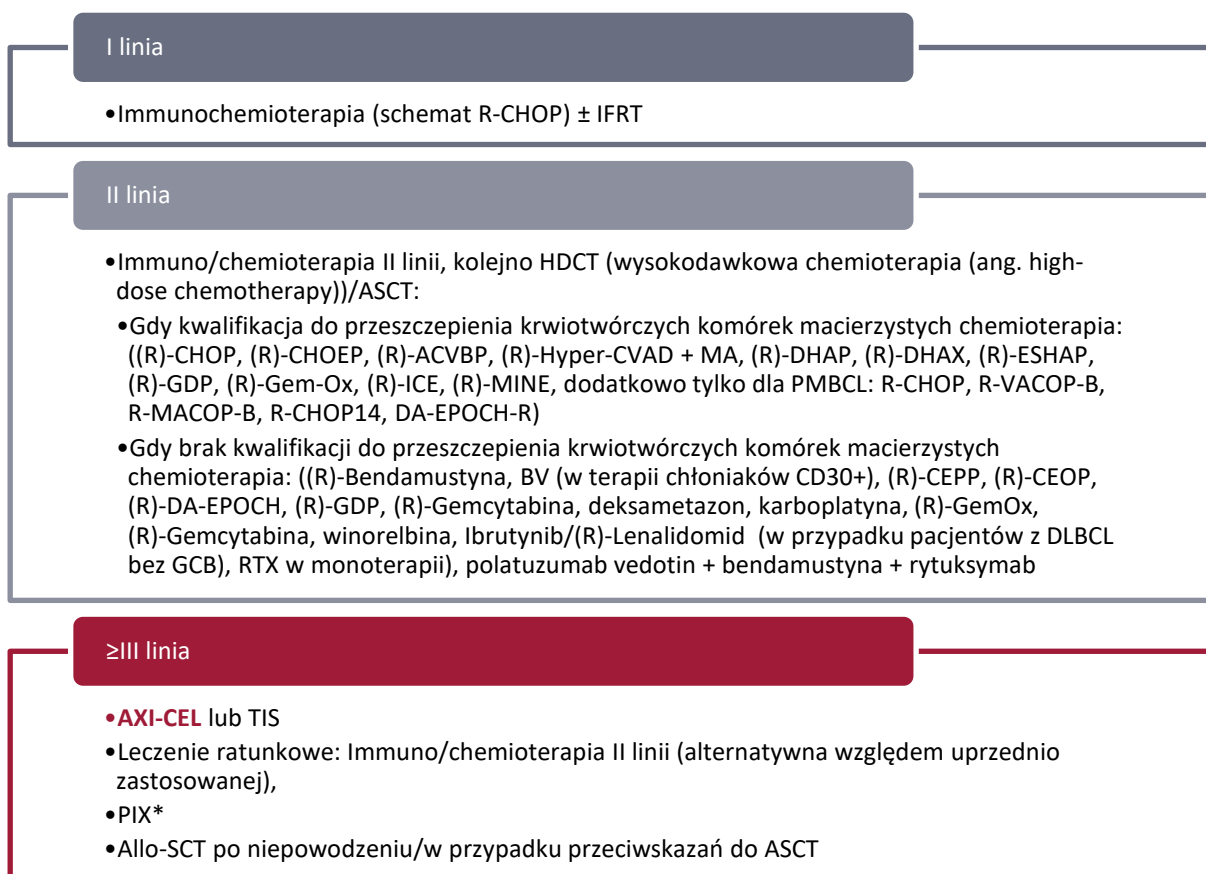 I linia
•Immunochemioterapia (schemat R-CHOP) ± IFRT
II linia
•Immuno/chemioterapia II linii, kolejno HDCT (wysokodawkowa chemioterapia (ang. high-
dose chemotherapy))/ASCT:
•Gdy kwalifikacja do przeszczepienia krwiotwórczych komórek macierzystych chemioterapia:
((R)-CHOP, (R)-CHOEP, (R)-ACVBP, (R)-Hyper-CVAD + MA, (R)-DHAP, (R)-DHAX, (R)-ESHAP,
(R)-GDP, (R)-Gem-Ox, (R)-ICE, (R)-MINE, dodatkowo tylko dla PMBCL: R-CHOP, R-VACOP-B,
R-MACOP-B, R-CHOP14, DA-EPOCH-R)
•Gdy brak kwalifikacji do przeszczepienia krwiotwórczych komórek macierzystych
chemioterapia: ((R)-Bendamustyna, BV (w terapii chłoniaków CD30+), (R)-CEPP, (R)-CEOP,
(R)-DA-EPOCH, (R)-GDP, (R)-Gemcytabina, deksametazon, karboplatyna, (R)-GemOx,
(R)-Gemcytabina, winorelbina, Ibrutynib/(R)-Lenalidomid (w przypadku pacjentów z DLBCL
bez GCB), RTX w monoterapii), polatuzumab vedotin + bendamustyna + rytuksymab
≥III linia
•AXI-CEL lub TIS
•Leczenie ratunkowe: Immuno/chemioterapia II linii (alternatywna względem uprzednio
zastosowanej),
•PIX*
•Allo-SCT po niepowodzeniu/w przypadku przeciwskazań do ASCT